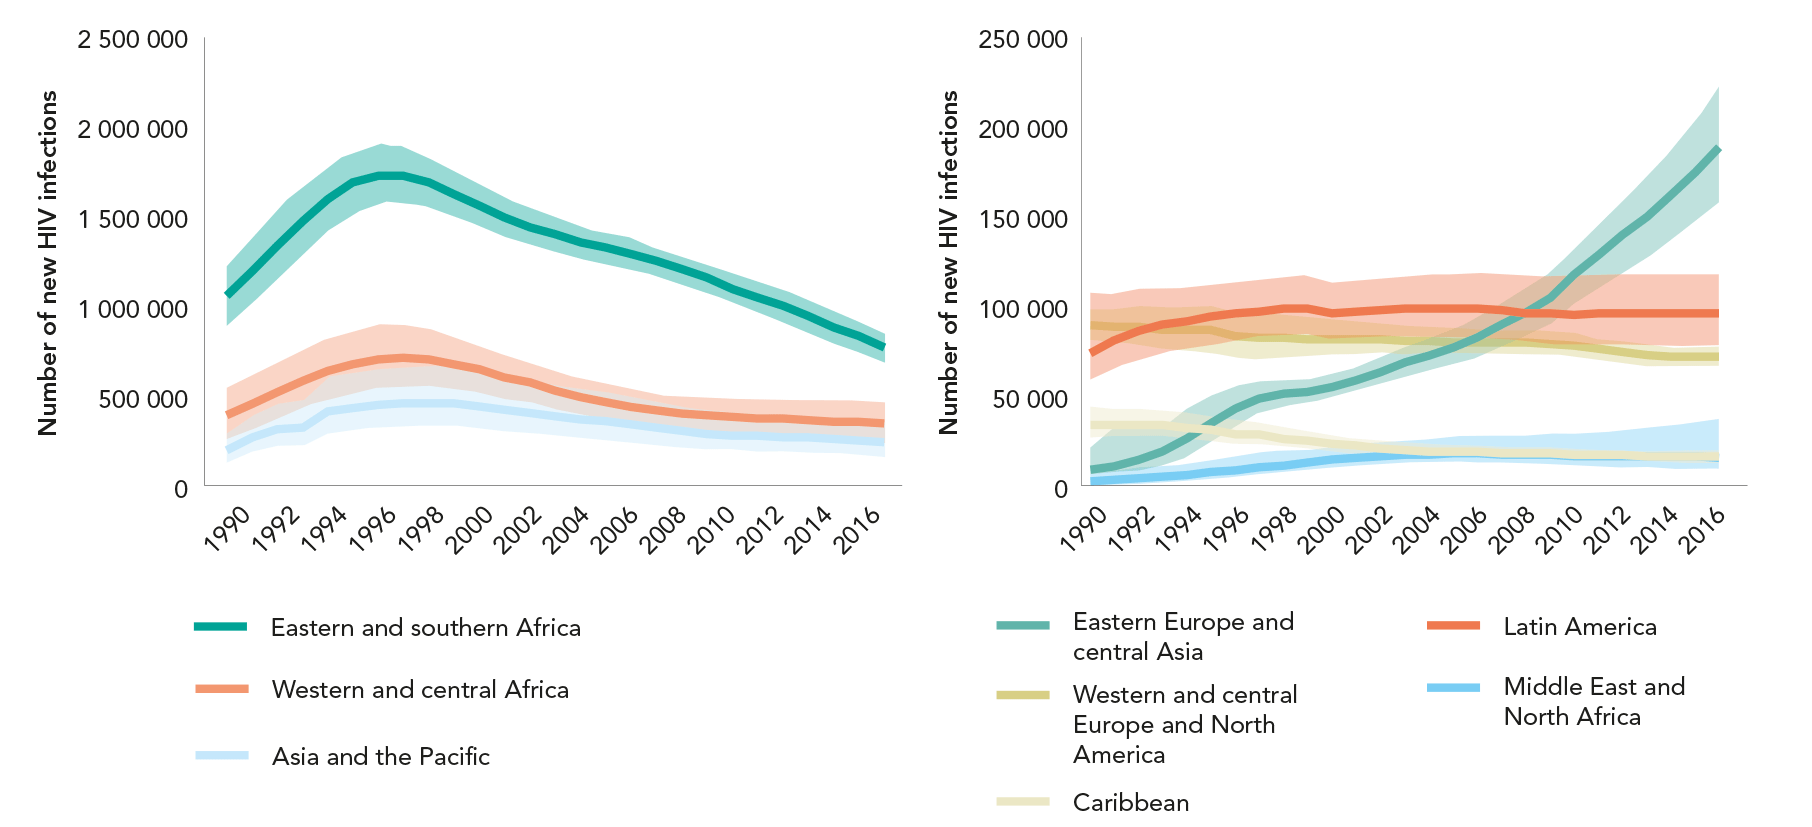 Number of new HIV infections
2 500 000
2 000 000
1 500 000
1 000 000
500 000
0
1990
1992
1994
1996
1998
2000
2002
2004
2006
2008
2010
2012
2014
2016
Eastern and southern Africa
Western and central Africa
Asia and the Pacific
Number of new HIV infections
250 000
200 000
150 000
100 000
50 000
0
1990
1992
1994
1996
1998
2000
2002
2004
2006
2008
2010
2012
2014
2016
Eastern Europe and
central Asia
Western and central
Europe and North
America
Caribbean
Latin America
Middle East and
North Africa